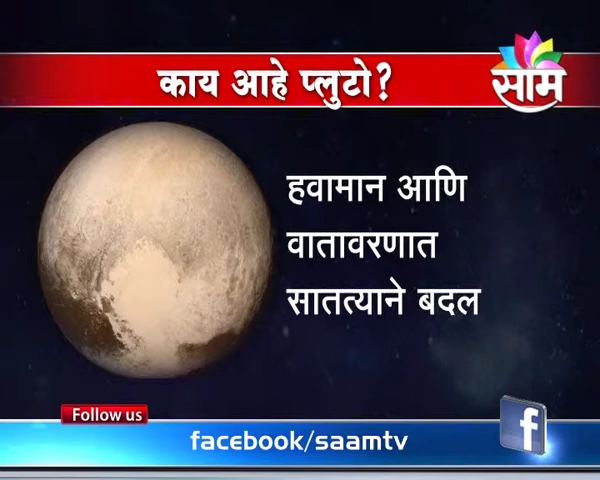 काय आहे प्लुटो?
साम
हवामान आणि
वातावरणात
सातत्याने बदल
Follow us
facebook/saamtv
f